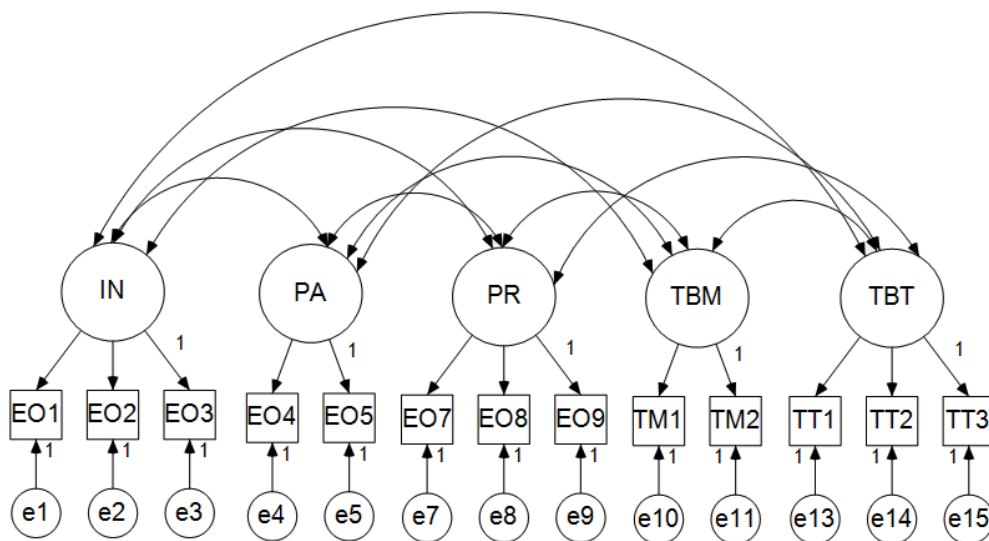 IN PA PR TBM TBT
1 1 1 1 1
EO1 EO2 EO3 EO4 EO5 EO7 EO8 EO9 TM1 TM2 TT1 TT2 TT3
1 1 1 1 1 1 1 1 1 1 1 1 1
e1 e2 e3 e4 e5 e7 e8 e9 e10 e11 e13 e14 e15